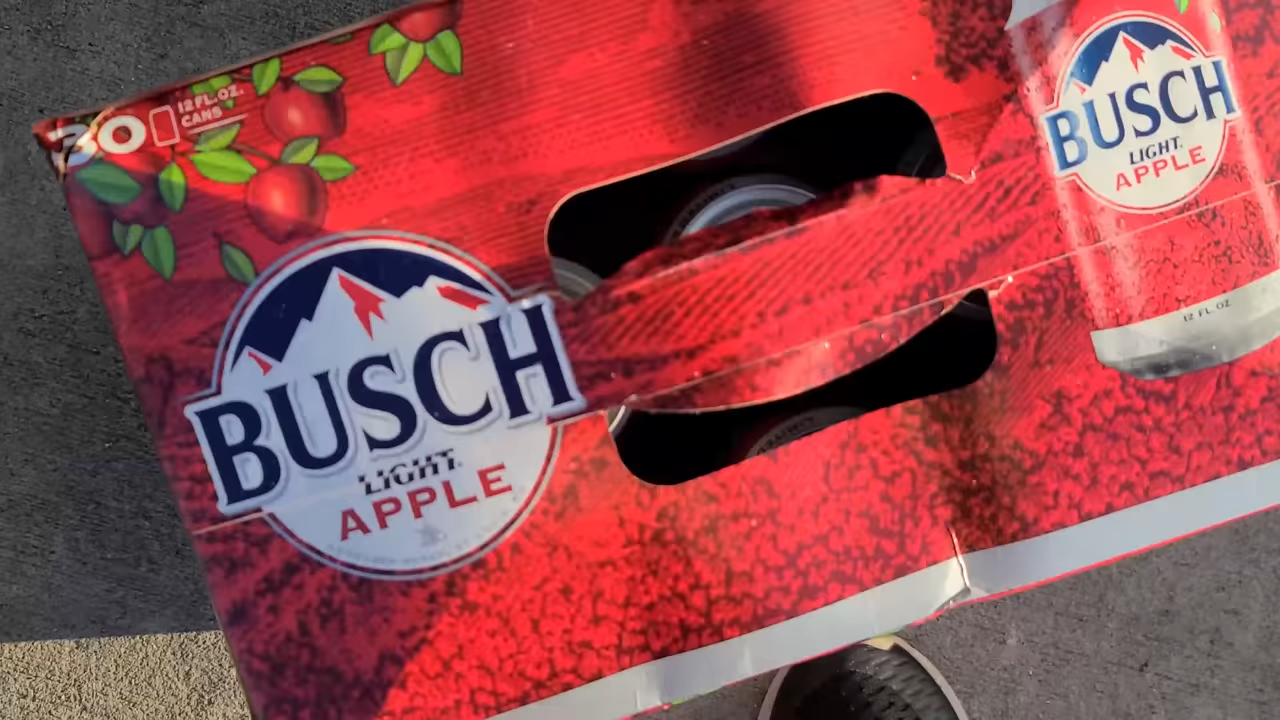 30 12 FL. OZ.
CANS
BUSCH
LIGHT.
APPLE
BUSCH
LIGHT.
APPLE
12 FL. OZ